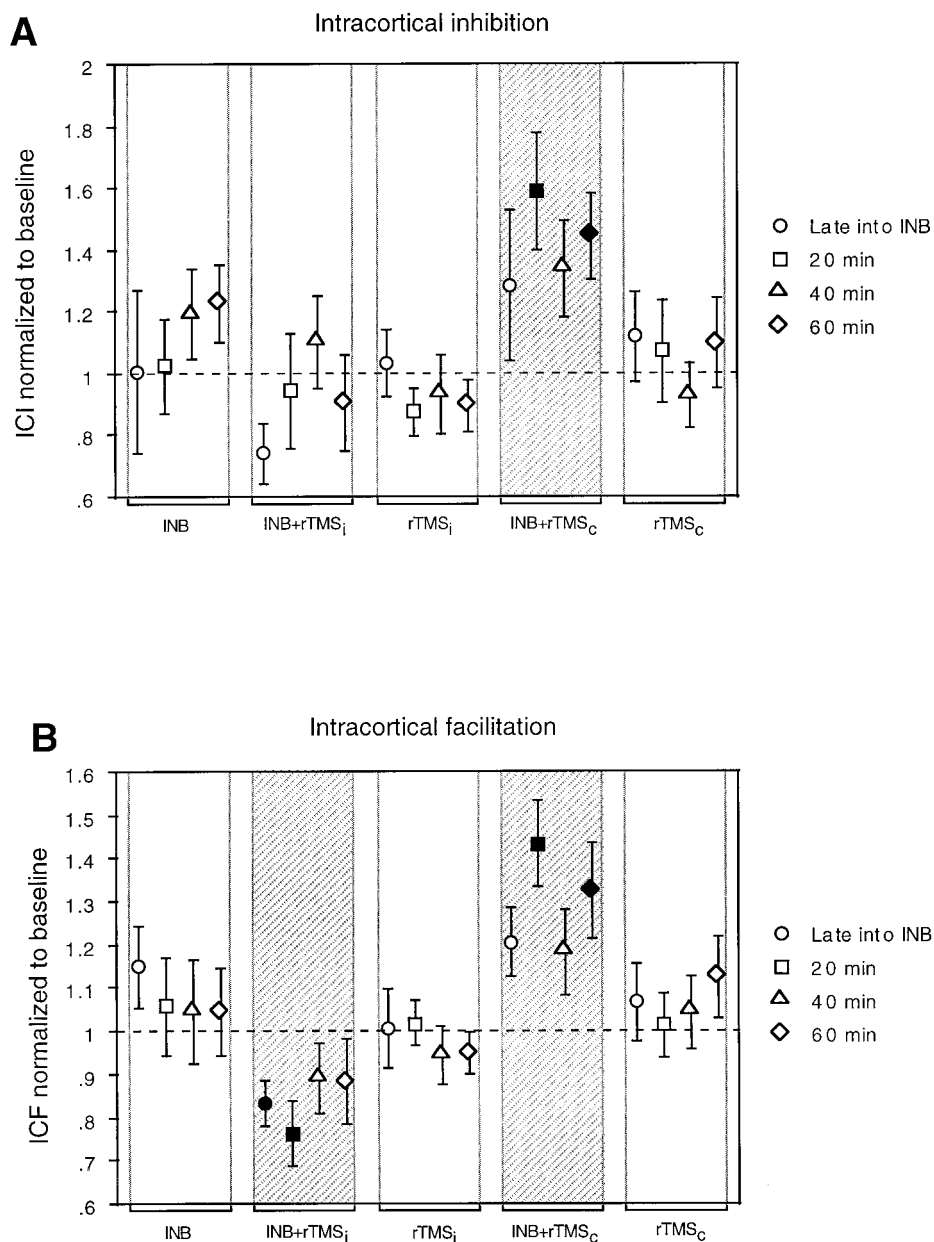 A
Intracortical inhibition
ICI normalized to baseline
2
1.8
1.6
1.4
1.2
1
.8
.6
INB
INB+rTMSi
rTMSi
INB+rTMSc
rTMSc
Late into INB
20 min
40 min
60 min
B
Intracortical facilitation
ICF normalized to baseline
1.6
1.5
1.4
1.3
1.2
1.1
1
.9
.8
.7
.6
INB
INB+rTMSi
rTMSi
INB+rTMSc
rTMSc
Late into INB
20 min
40 min
60 min